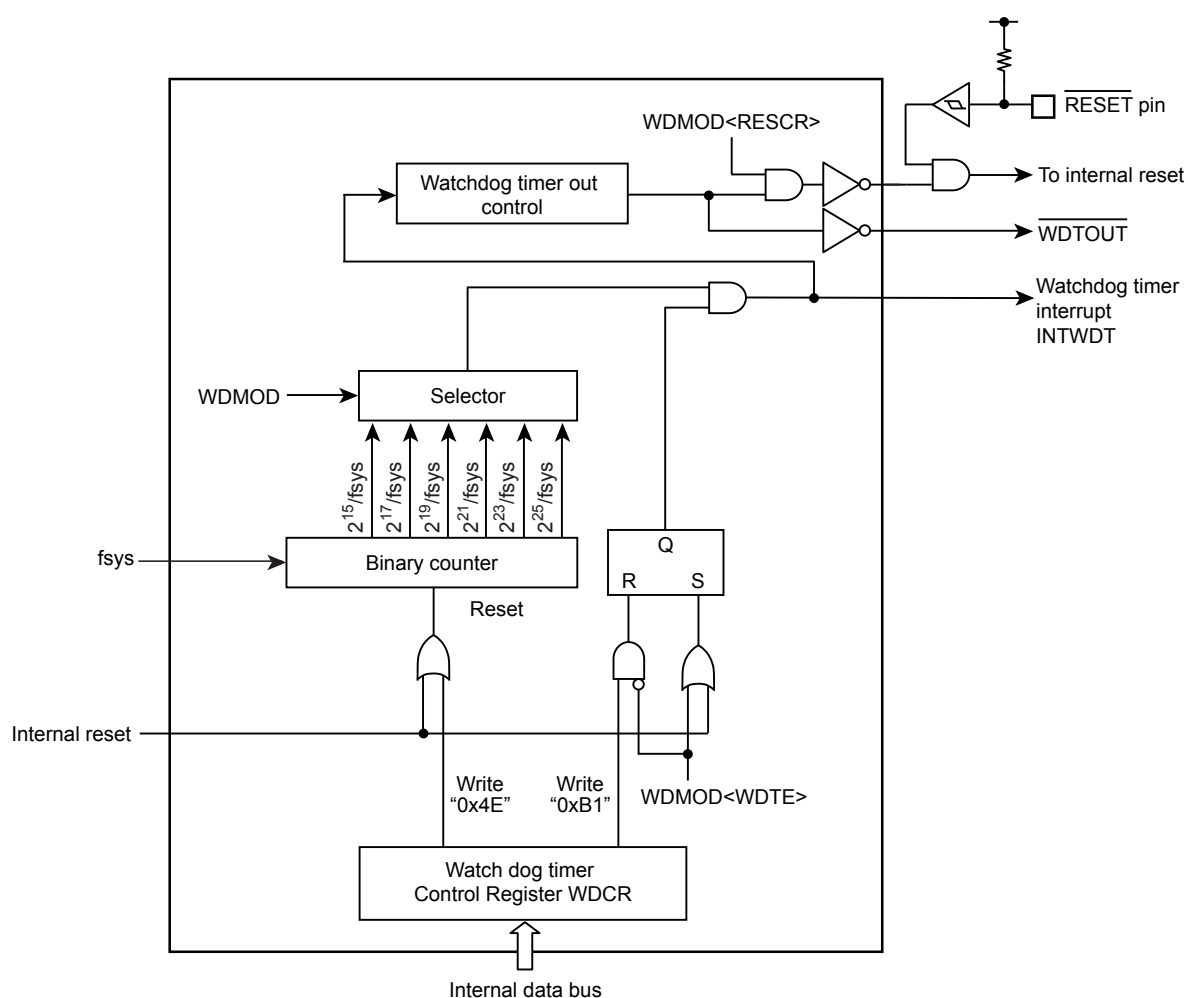 RESET pin
WDMOD<RESCR>
Watchdog timer out
control
To internal reset
WDTOUT
Watchdog timer
interrupt
INTWDT
WDMOD
Selector
2^15/fsys
2^17/fsys
2^19/fsys
2^21/fsys
2^23/fsys
2^25/fsys
Q
R S
fsys
Binary counter
Reset
Internal reset
Write
“0x4E”
Write
“0xB1”
WDMOD<WDTE>
Watch dog timer
Control Register WDCR
Internal data bus